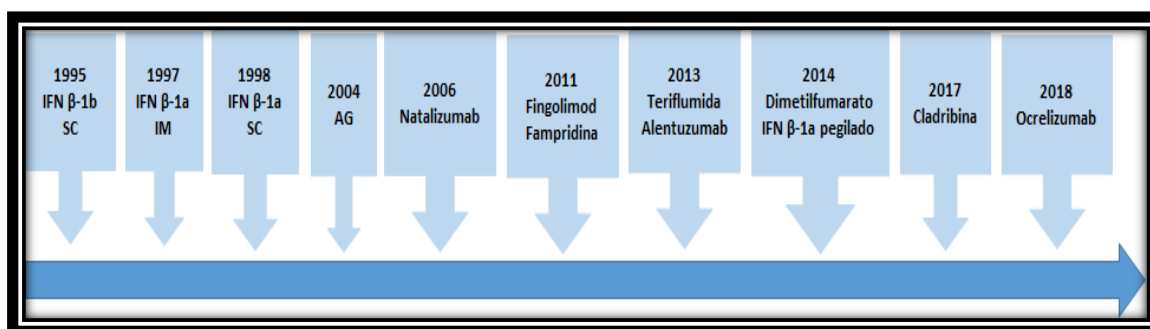 1995
IFN β-1b
SC
1997
IFN β-1a
IM
1998
IFN β-1a
SC
2004
AG
2006
Natalizumab
2011
Fingolimod
Fampridina
2013
Teriflumida
Alentuzumab
2014
Dimetilfumarato
IFN β-1a pegilado
2017
Cladribina
2018
Ocrelizumab